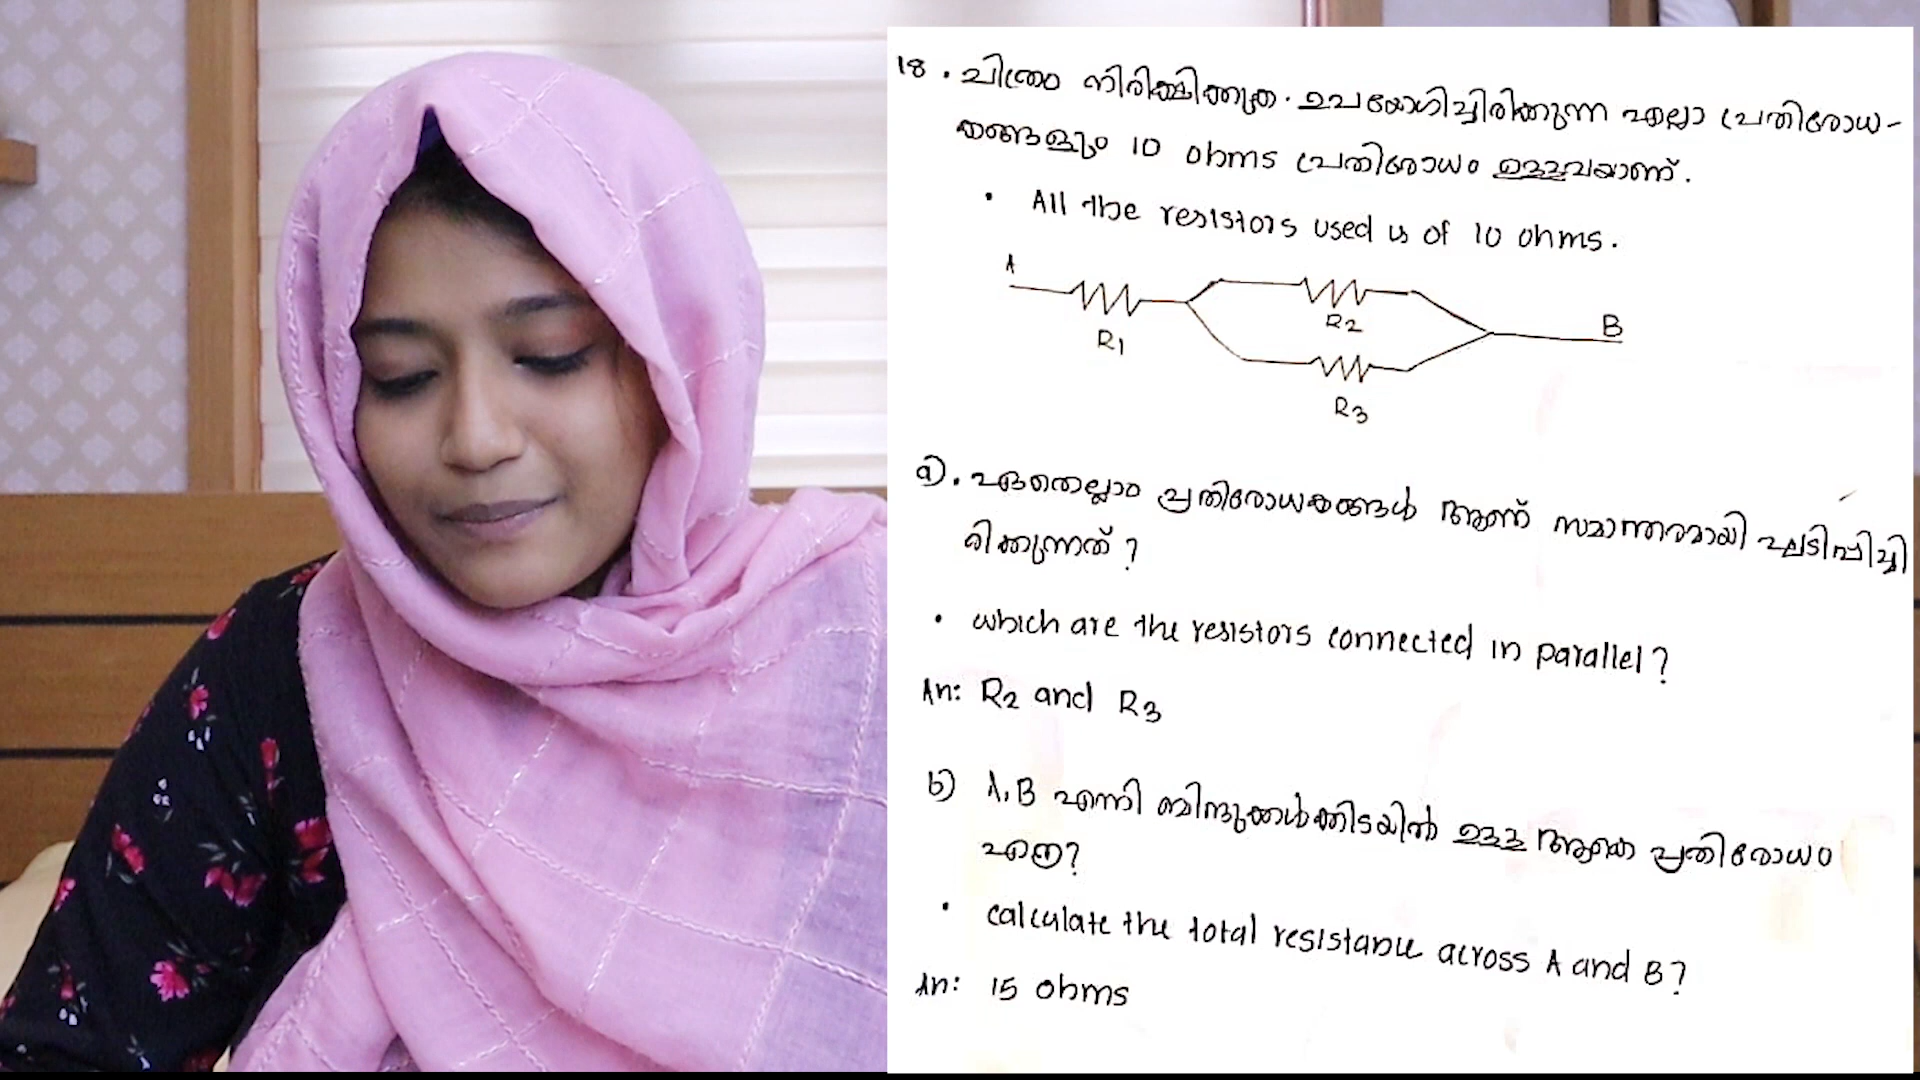 18. ചിത്രം നിരീക്ഷിക്കുക. ഉപയോഗിച്ചിരിക്കുന്ന എല്ലാ പ്രതിരോധ-
കങ്ങളും 10 ohms പ്രതിരോധം ഉള്ളവയാണ്.
• All the resistors used is of 10 ohms.
A
R2
B
R1
R3
a). ഏതെല്ലാം പ്രതിരോധകങ്ങൾ ആണ് സമാന്തരമായി ഘടിപ്പിച്ചി
രിക്കുന്നത്?
• which are the resistors connected in parallel?
An: R2 and R3
b) A, B എന്നി ബിന്ദുക്കൾക്കിടയിൽ ഉള്ള ആകെ പ്രതിരോധം
എത്ര?
• calculate the total resistance across A and B?
An: 15 ohms